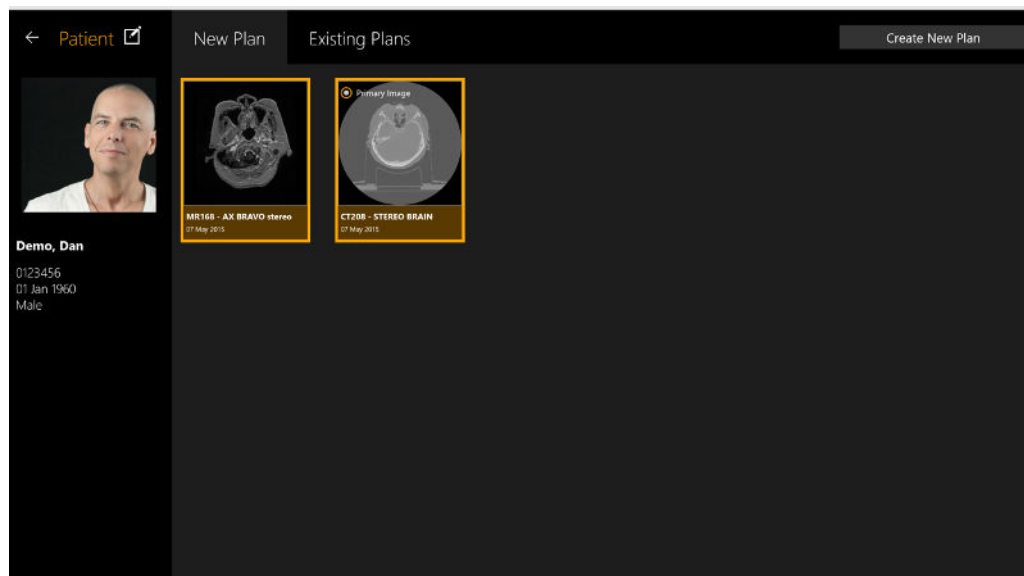 Patient
New Plan
Existing Plans
Create New Plan
Primary Image
MR168 - AX BRAVO stereo
07 May 2015
CT208 - STEREO BRAIN
07 May 2015
Demo, Dan
0123456
01 Jan 1960
Male